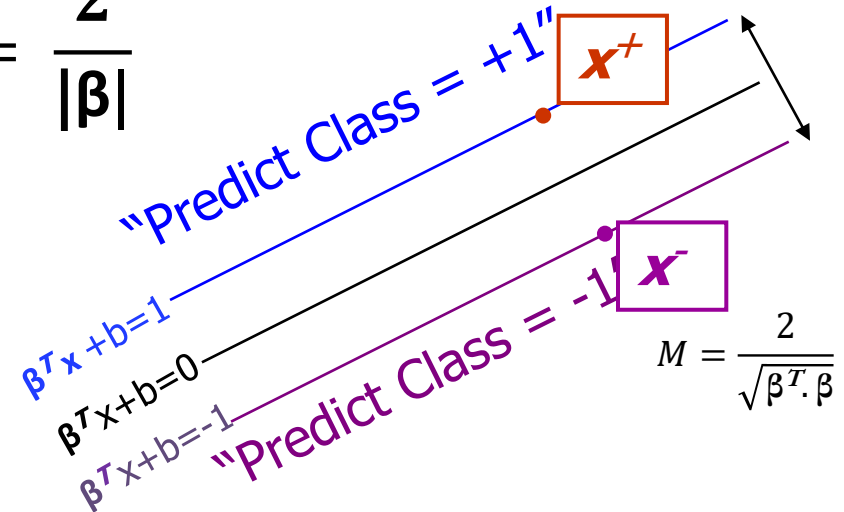 = 2 / |β|
“Predict Class = +1”
x⁺
βᵀx+b=1
βᵀx+b=0
βᵀx+b=-1
“Predict Class = -1”
x⁻
M = 2 / √(βᵀ. β)